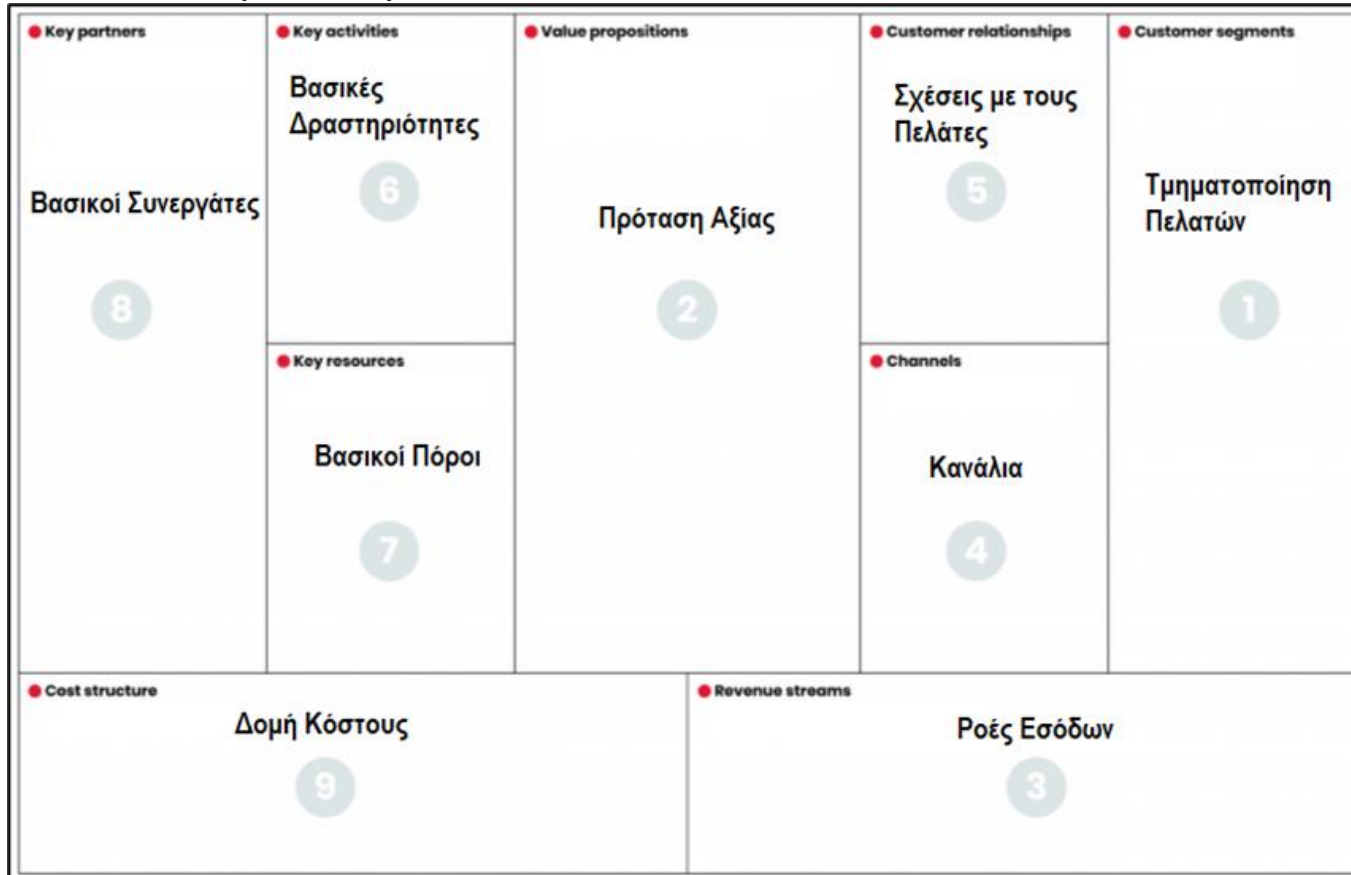 Key partners
Βασικοί Συνεργάτες
8
Key activities
Βασικές
Δραστηριότητες
6
Key resources
Βασικοί Πόροι
7
Value propositions
Πρόταση Αξίας
2
Customer relationships
Σχέσεις με τους
Πελάτες
5
Channels
Κανάλια
4
Customer segments
Τμηματοποίηση
Πελατών
1
Cost structure
Δομή Κόστους
9
Revenue streams
Ροές Εσόδων
3